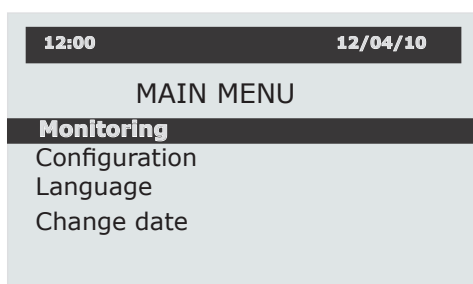 12:00 12/04/10
MAIN MENU
Monitoring
Configuration
Language
Change date